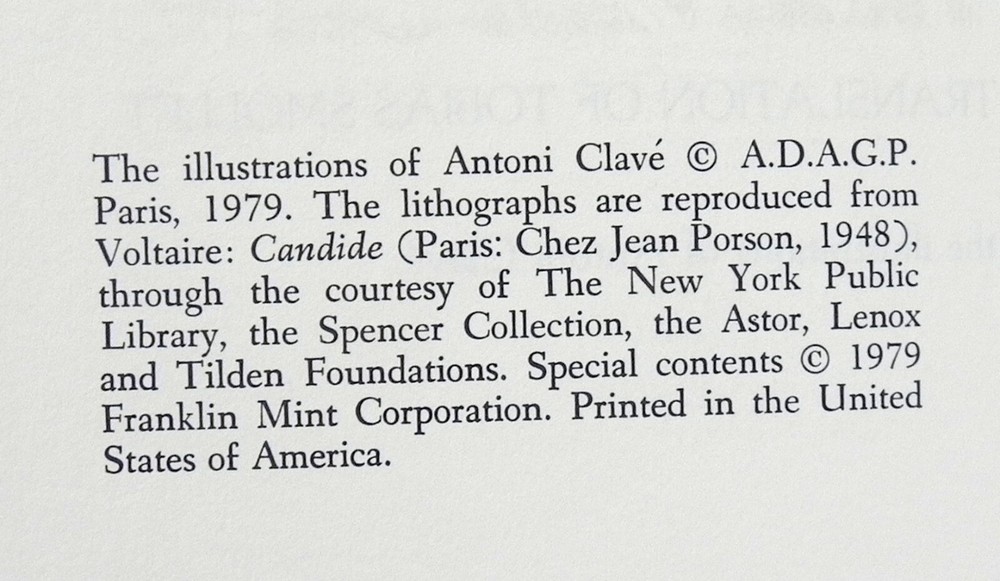 The illustrations of Antoni Clavé © A.D.A.G.P.
Paris, 1979. The lithographs are reproduced from
Voltaire: Candide (Paris: Chez Jean Porson, 1948),
through the courtesy of The New York Public
Library, the Spencer Collection, the Astor, Lenox
and Tilden Foundations. Special contents © 1979
Franklin Mint Corporation. Printed in the United
States of America.